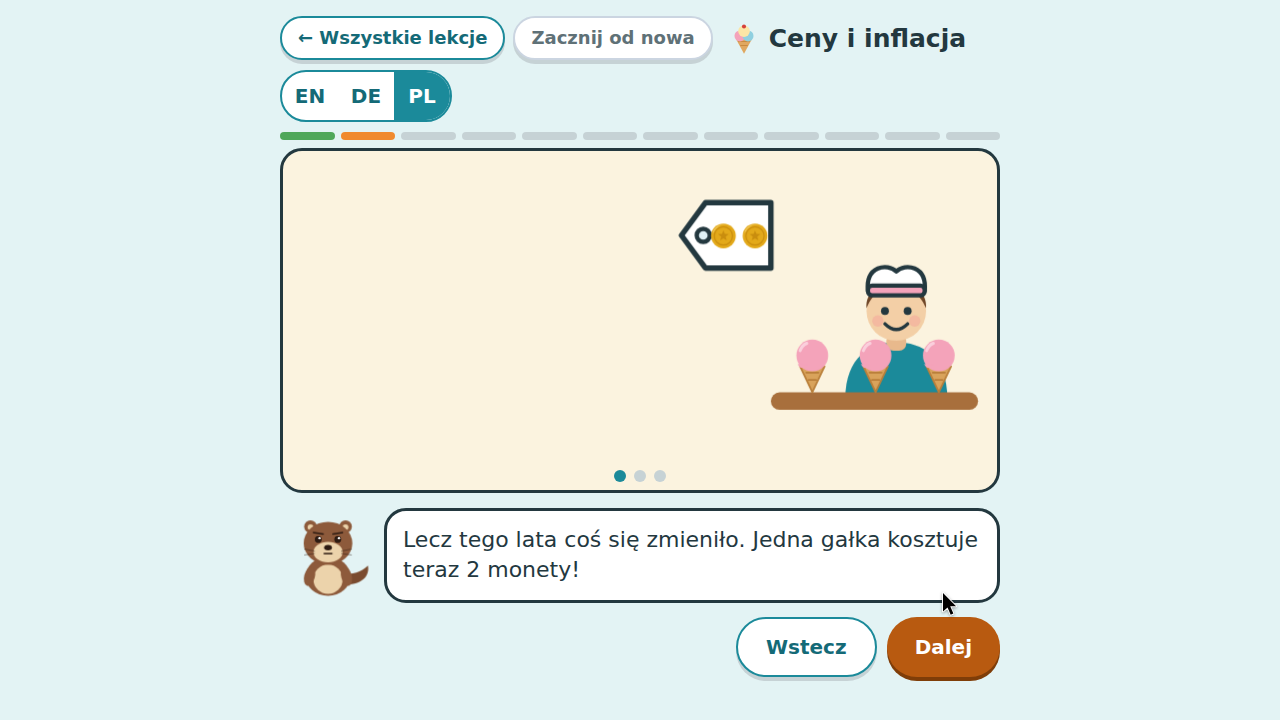 ← Wszystkie lekcje
Zacznij od nowa
Ceny i inflacja
EN DE PL
Lecz tego lata coś się zmieniło. Jedna gałka kosztuje
teraz 2 monety!
Wstecz
Dalej